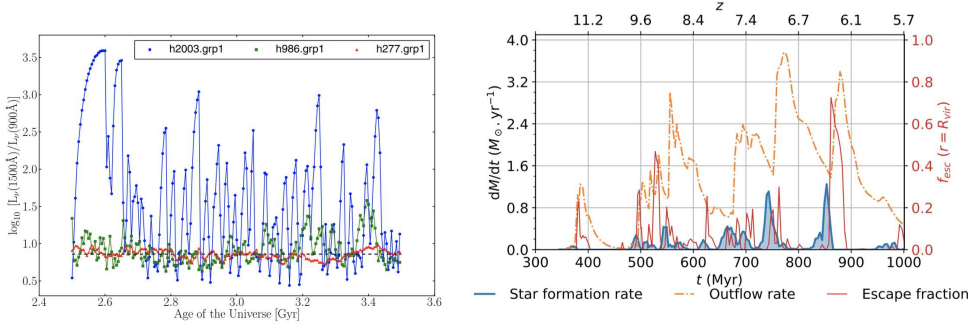 h2003.grp1 h986.grp1 h277.grp1
3.5
3.0
2.5
2.0
1.5
1.0
0.5
log₁₀ [Lᵥ(1500Å)/Lᵥ(900Å)]
2.4 2.6 2.8 3.0 3.2 3.4 3.6
Age of the Universe [Gyr]
z
11.2 9.6 8.4 7.4 6.7 6.1 5.7
4.0
3.2
2.4
1.6
0.8
0.0
dM/dt (M⊙ . yr⁻¹)
1.0
0.8
0.6
0.4
0.2
0.0
f_esc (r = R_vir)
300 400 500 600 700 800 900 1000
t (Myr)
Star formation rate Outflow rate Escape fraction